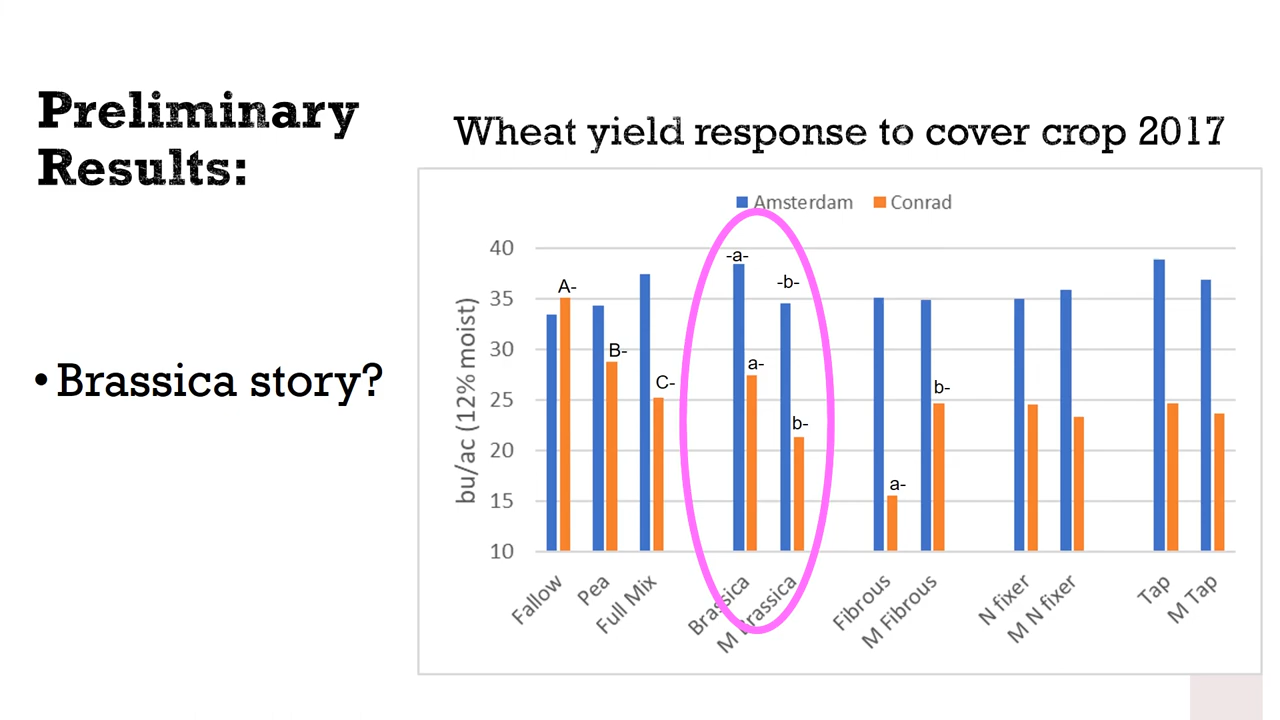 Preliminary
Results:
• Brassica story?
Wheat yield response to cover crop 2017
Amsterdam Conrad
bu/ac (12% moist)
40
35
30
25
20
15
10
A-
B-
C-
-a-
a-
-b-
b-
a-
b-
Fallow
Pea
Full Mix
Brassica
M Brassica
Fibrous
M Fibrous
N fixer
M N fixer
Tap
M Tap